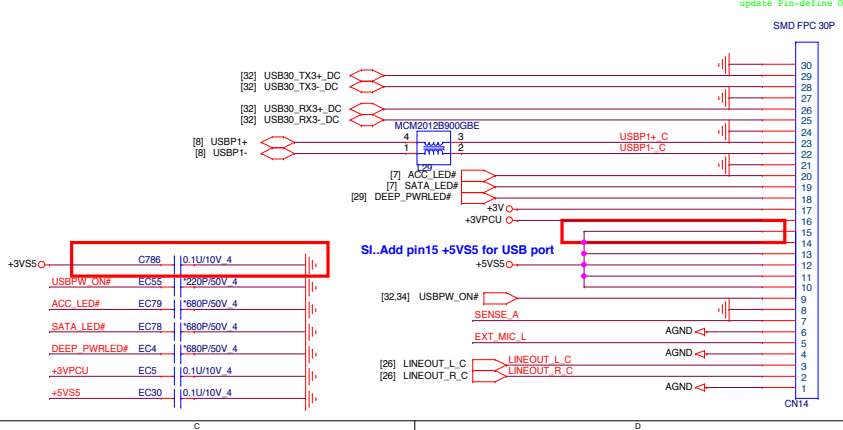 update Pin-define O
SMD FPC 30P
30
[32] USB30_TX3+_DC 29
[32] USB30_TX3-_DC 28
27
[32] USB30_RX3+_DC 26
[32] USB30_RX3-_DC 25
MCM2012B900GBE 24
[8] USBP1+ 4 3 USBP1+_C 23
[8] USBP1- 1 2 USBP1-_C 22
L29 21
[7] ACC_LED# 20
[7] SATA_LED# 19
[29] DEEP_PWRLED# 18
+3V 17
+3VPCU 16
15
14
SI..Add pin15 +5VS5 for USB port 13
+5VS5 12
11
10
[32,34] USBPW_ON# 9
8
SENSE_A 7
AGND 6
EXT_MIC_L 5
AGND 4
[26] LINEOUT_L_C LINEOUT_L_C 3
[26] LINEOUT_R_C LINEOUT_R_C 2
AGND 1
CN14
+3VS5 C786 0.1U/10V_4
USBPW_ON# EC55 *220P/50V_4
ACC_LED# EC79 *680P/50V_4
SATA_LED# EC78 *680P/50V_4
DEEP_PWRLED# EC4 *680P/50V_4
+3VPCU EC5 0.1U/10V_4
+5VS5 EC30 0.1U/10V_4
C D